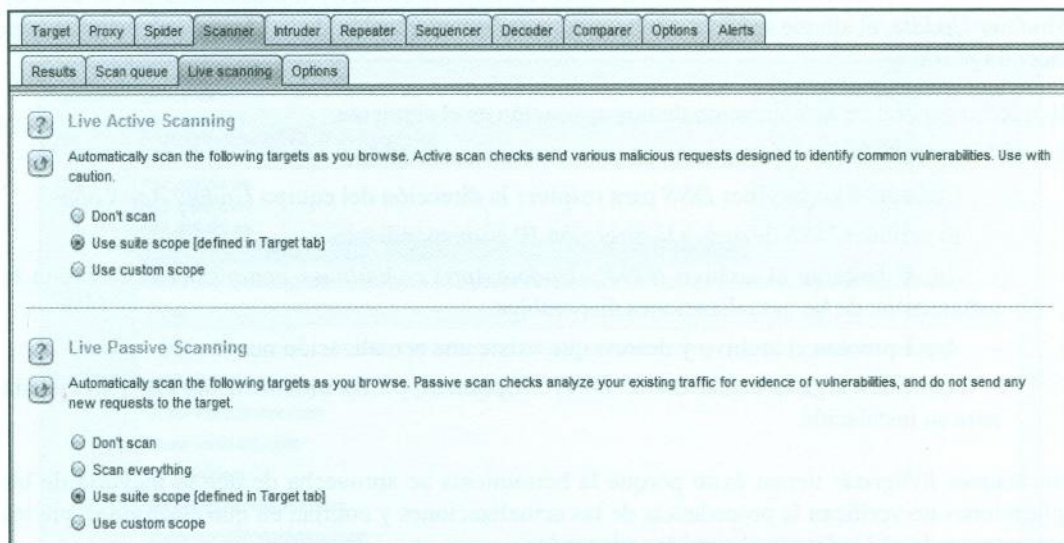 Target Proxy Spider Scanner Intruder Repeater Sequencer Decoder Comparer Options Alerts
Results Scan queue Live scanning Options
? Live Active Scanning
Automatically scan the following targets as you browse. Active scan checks send various malicious requests designed to identify common vulnerabilities. Use with
caution.
Don't scan
Use suite scope [defined in Target tab]
Use custom scope
? Live Passive Scanning
Automatically scan the following targets as you browse. Passive scan checks analyze your existing traffic for evidence of vulnerabilities, and do not send any
new requests to the target.
Don't scan
Scan everything
Use suite scope [defined in Target tab]
Use custom scope